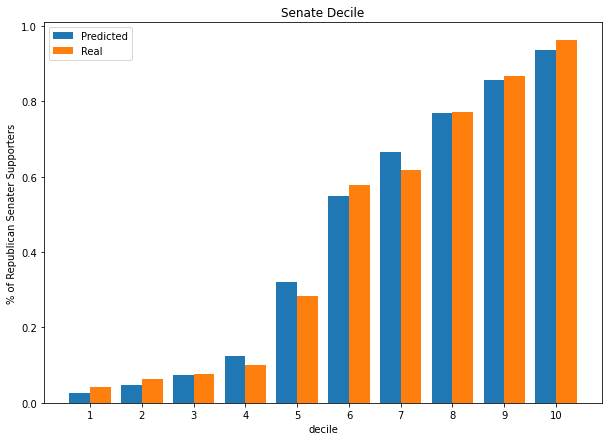 Senate Decile
Predicted
Real
% of Republican Senater Supporters
1.0
0.8
0.6
0.4
0.2
0.0
1 2 3 4 5 6 7 8 9 10
decile